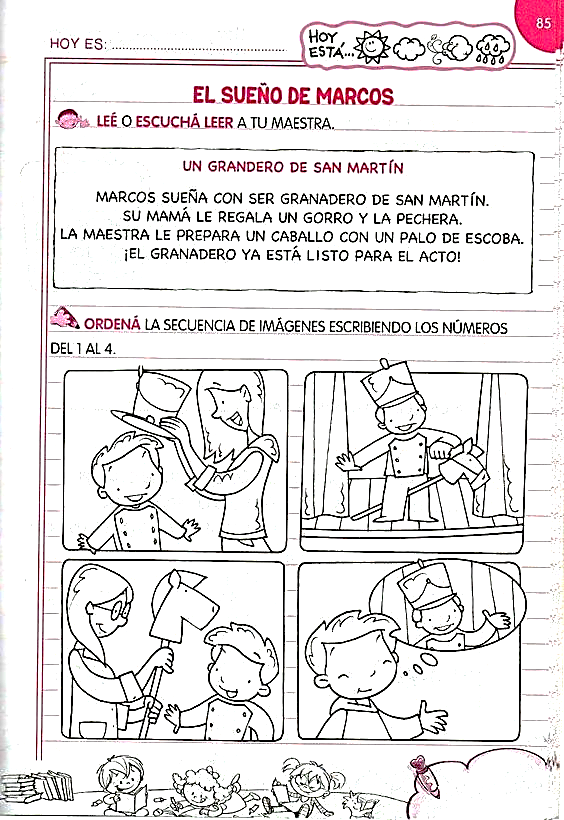 85
HOY ES:
HOY
ESTÁ...
EL SUEÑO DE MARCOS
LEÉ O ESCUCHÁ LEER A TU MAESTRA.
UN GRANDERO DE SAN MARTÍN
MARCOS SUEÑA CON SER GRANADERO DE SAN MARTÍN.
SU MAMÁ LE REGALA UN GORRO Y LA PECHERA.
LA MAESTRA LE PREPARA UN CABALLO CON UN PALO DE ESCOBA.
¡EL GRANADERO YA ESTÁ LISTO PARA EL ACTO!
ORDENÁ LA SECUENCIA DE IMÁGENES ESCRIBIENDO LOS NÚMEROS
DEL 1 AL 4.